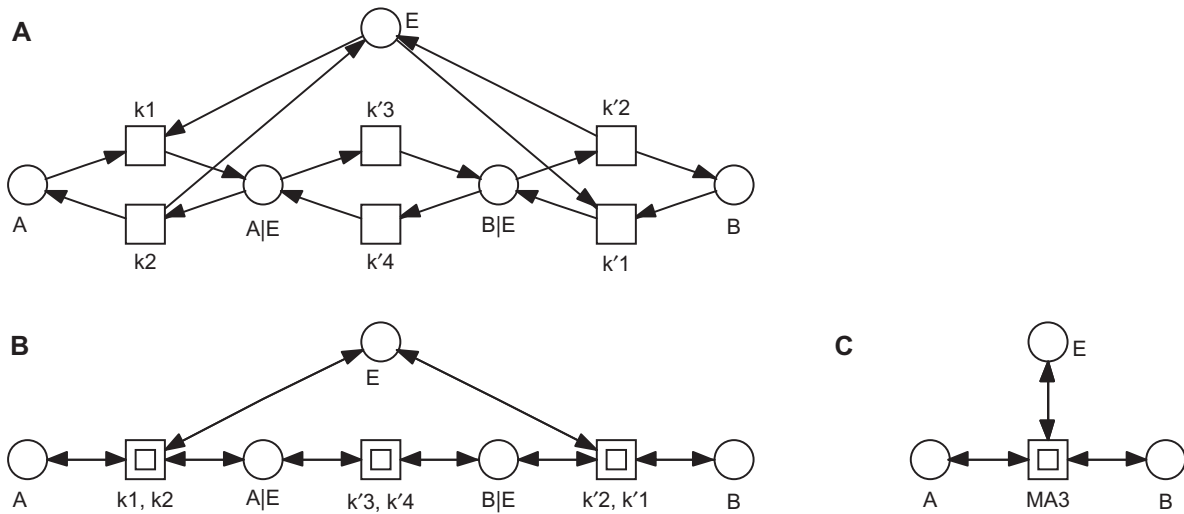 A
E
k1
k′3
k′2
A
A|E
B|E
B
k2
k′4
k′1
B
C
E
E
A
k1, k2
A|E
k′3, k′4
B|E
k′2, k′1
B
A
MA3
B